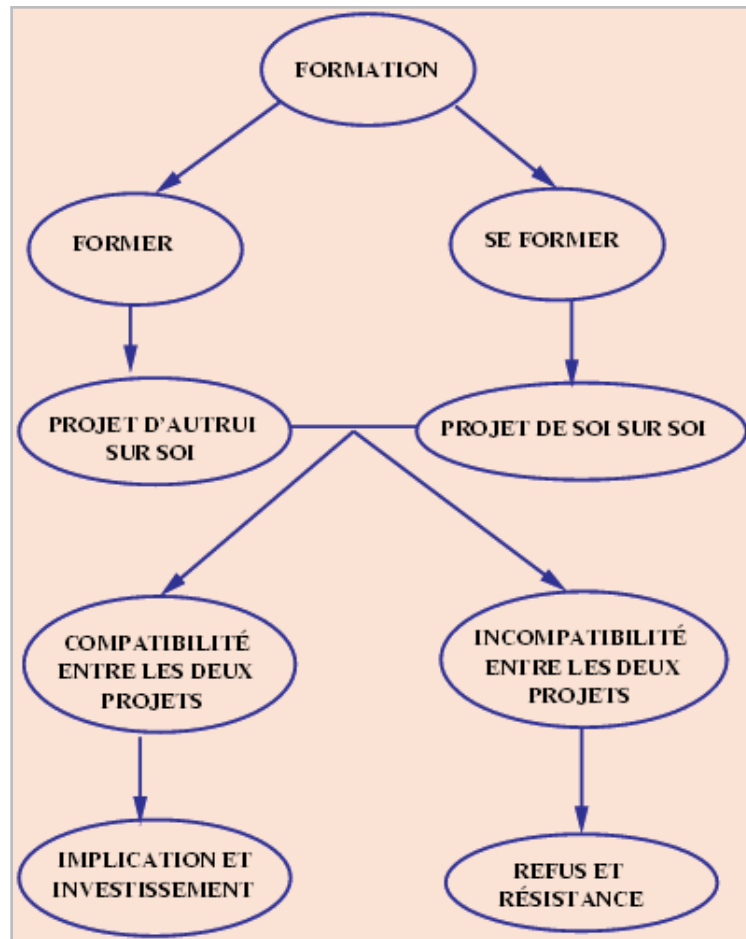 FORMATION
FORMER
SE FORMER
PROJET D'AUTRUI
SUR SOI
PROJET DE SOI SUR SOI
COMPATIBILITÉ
ENTRE LES DEUX
PROJETS
INCOMPATIBILITÉ
ENTRE LES DEUX
PROJETS
IMPLICATION ET
INVESTISSEMENT
REFUS ET
RÉSISTANCE